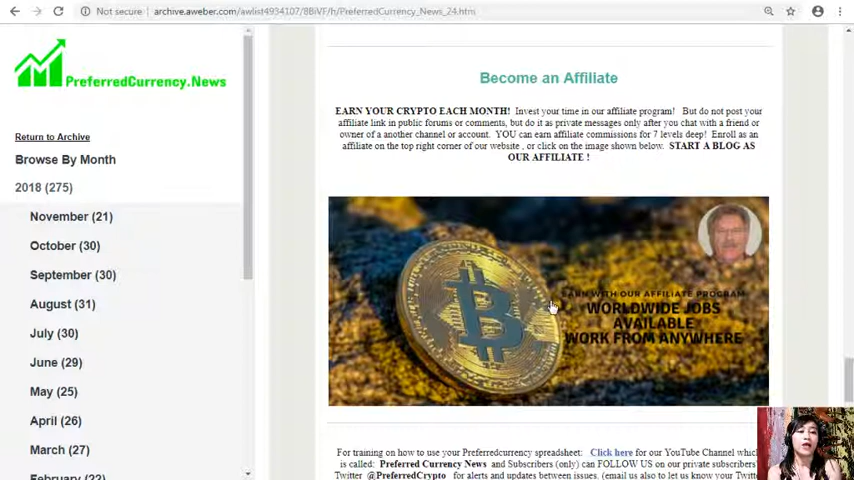 Not secure | archive.aweber.com/awlist4934107/8BiVF/h/PreferredCurrency_News_24.htm
PreferredCurrency.News
Return to Archive
Browse By Month
2018 (275)
November (21)
October (30)
September (30)
August (31)
July (30)
June (29)
May (25)
April (26)
March (27)
February (22)
Become an Affiliate
EARN YOUR CRYPTO EACH MONTH! Invest your time in our affiliate program! But do not post your
affiliate link in public forums or comments, but do it as private messages only after you chat with a friend or
owner of a another channel or account. YOU can earn affiliate commissions for 7 levels deep! Enroll as an
affiliate on the top right corner of our website , or click on the image shown below. START A BLOG AS
OUR AFFILIATE !
EARN WITH OUR AFFILIATE PROGRAM
WORLDWIDE JOBS
AVAILABLE
WORK FROM ANYWHERE
For training on how to use your Preferredcurrency spreadsheet: Click here for our YouTube Channel which
is called: Preferred Currency News and Subscribers (only) can FOLLOW US on our private subscribers
Twitter @PreferredCrypto for alerts and updates between issues. (email us also to let us know your